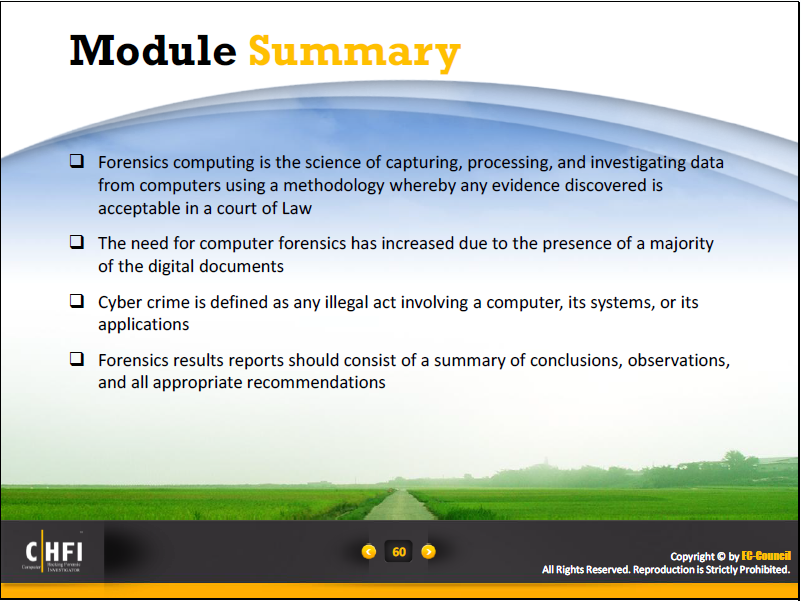 Module Summary
❑ Forensics computing is the science of capturing, processing, and investigating data
from computers using a methodology whereby any evidence discovered is
acceptable in a court of Law
❑ The need for computer forensics has increased due to the presence of a majority
of the digital documents
❑ Cyber crime is defined as any illegal act involving a computer, its systems, or its
applications
❑ Forensics results reports should consist of a summary of conclusions, observations,
and all appropriate recommendations
CHFI
Computer Hacking Forensic
INVESTIGATOR
60
Copyright © by EC-Council
All Rights Reserved. Reproduction is Strictly Prohibited.